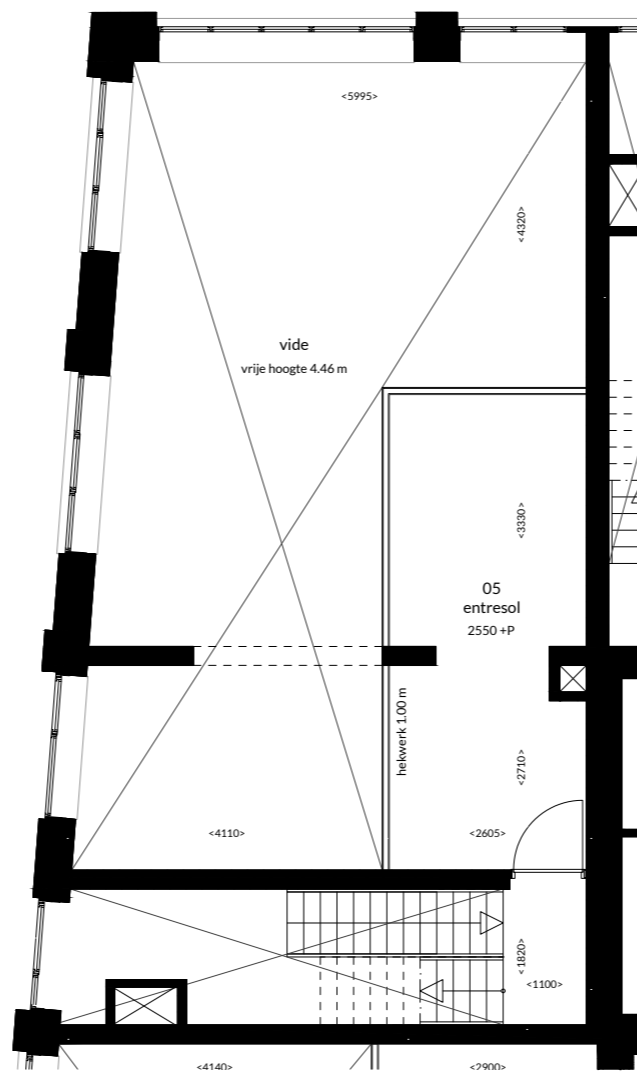 <5995>
<4320>
vide
vrije hoogte 4.46 m
<3330>
05
entresol
2550 +P
hekwerk 1.00 m
<2710>
<4110>
<2605>
<1820>
<1100>
<4140>
<2900>